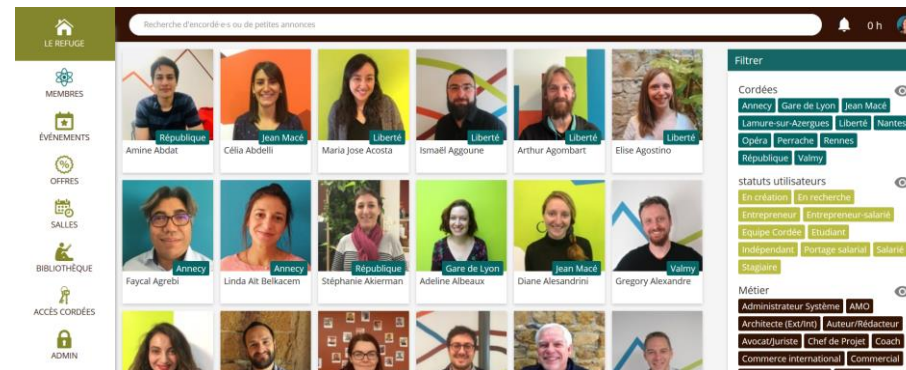 LE REFUGE
Recherche d'encordé·e·s ou de petites annonces
0 h
MEMBRES
ÉVÉNEMENTS
OFFRES
SALLES
BIBLIOTHÈQUE
ACCÈS CORDÉES
ADMIN
République
Jean Macé
Liberté
Liberté
Liberté
Liberté
Amine Abdat
Célia Abdelli
Maria Jose Acosta
Ismaël Aggoune
Arthur Agombart
Elise Agostino
Annecy
Annecy
République
Gare de Lyon
Jean Macé
Valmy
Faycal Agrebi
Linda Aït Belkacem
Stéphanie Akierman
Adeline Albeaux
Diane Alesandrini
Gregory Alexandre
Filtrer
Cordées
Annecy Gare de Lyon Jean Macé
Lamure-sur-Azergues Liberté Nantes
Opéra Perrache Rennes
République Valmy
statuts utilisateurs
En création En recherche
Entrepreneur Entrepreneur-salarié
Equipe Cordée Etudiant
Indépendant Portage salarial Salarié
Stagiaire
Métier
Administrateur Système AMO
Architecte (Ext/Int) Auteur/Rédacteur
Avocat/Juriste Chef de Projet Coach
Commerce international Commercial